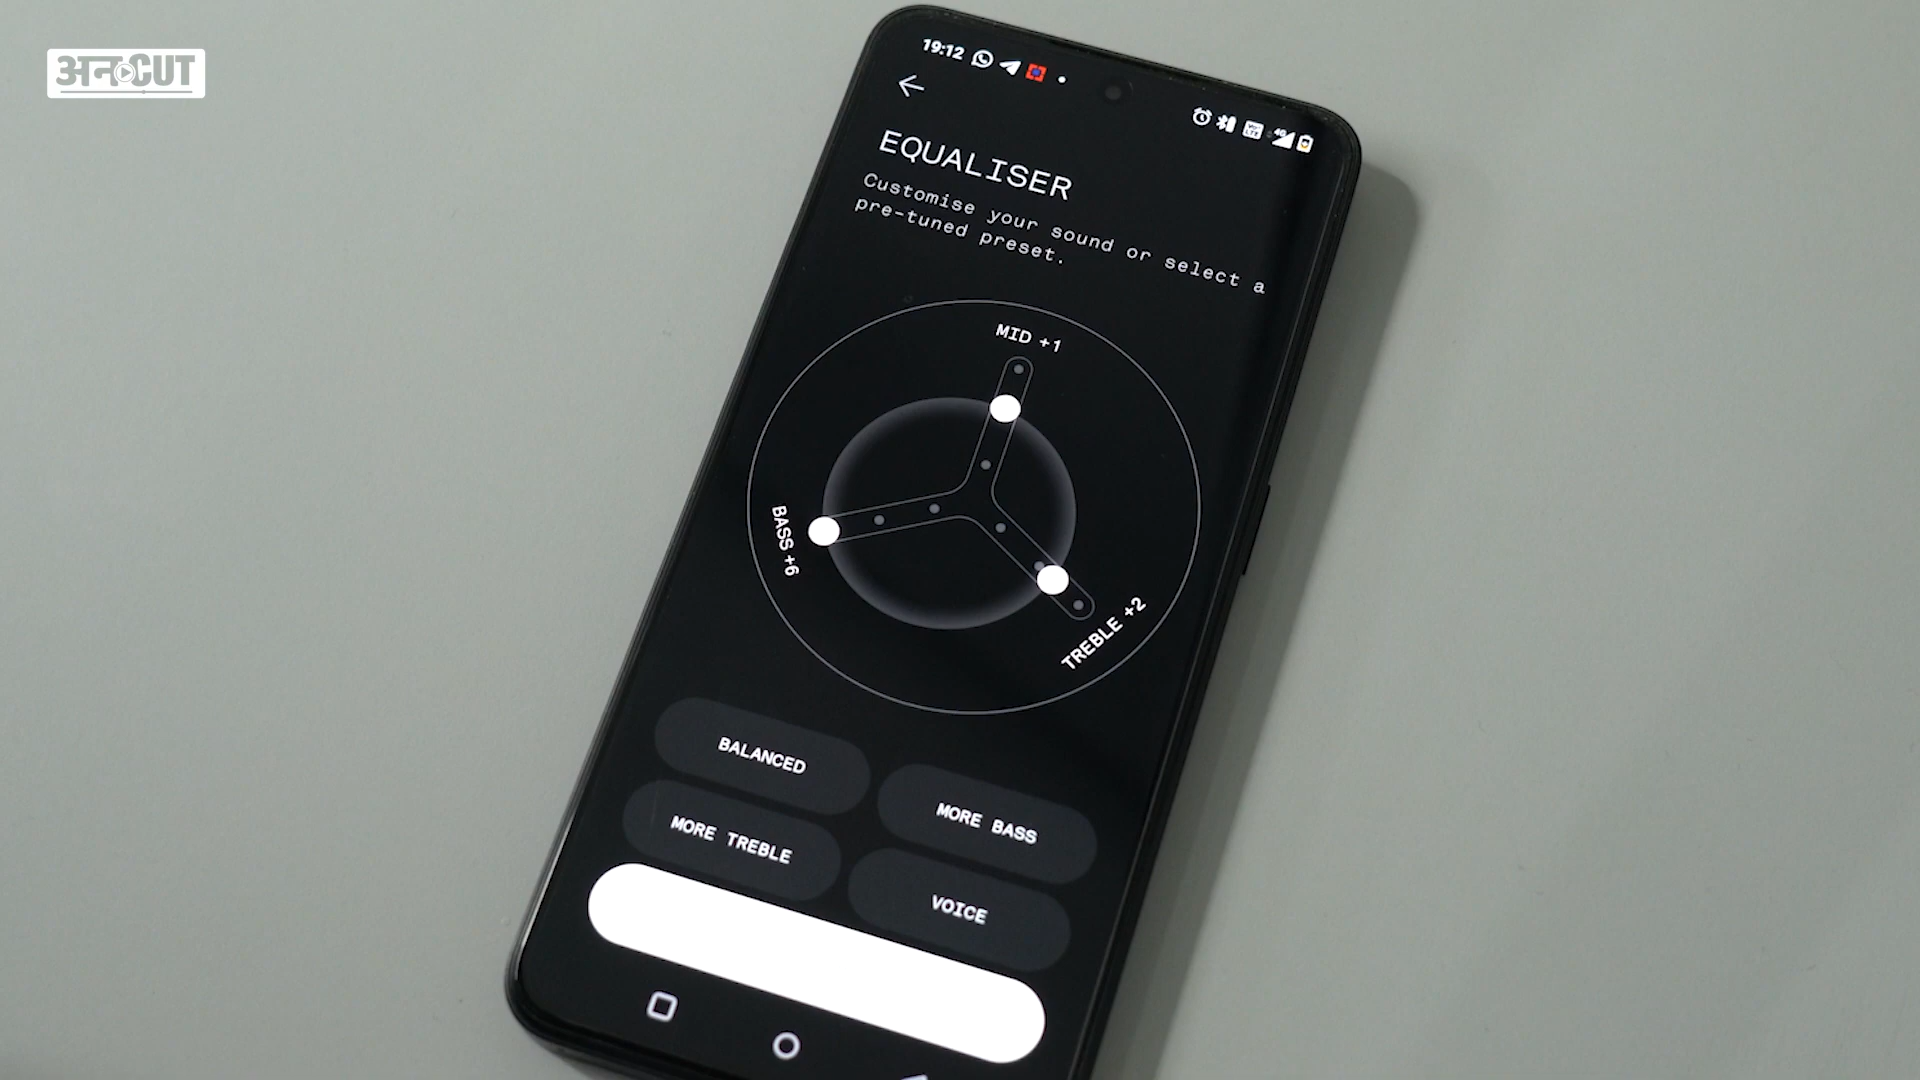 अनCUT
19:12
EQUALISER
Customise your sound or select a
pre-tuned preset.
MID +1
BASS +6
TREBLE +2
BALANCED
MORE BASS
MORE TREBLE
VOICE